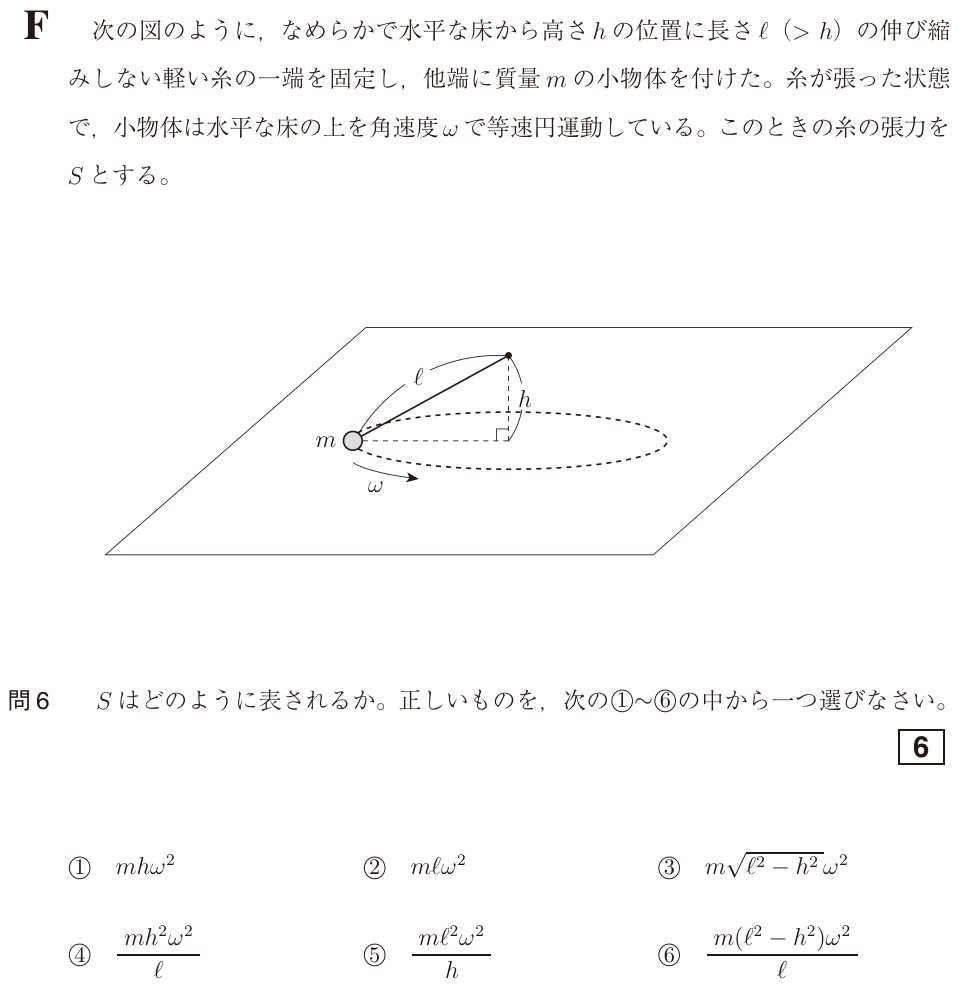 F 次の図のように，なめらかで水平な床から高さ h の位置に長さ ℓ（> h）の伸び縮
みしない軽い糸の一端を固定し，他端に質量 m の小物体を付けた。糸が張った状態
で，小物体は水平な床の上を角速度 ω で等速円運動している。このときの糸の張力を
S とする。
ℓ
h
m
ω
問6 S はどのように表されるか。正しいものを，次の①~⑥の中から一つ選びなさい。
6
① mhω² ② mℓω² ③ m√(ℓ² − h²) ω²
④ mh²ω² / ℓ ⑤ mℓ²ω² / h ⑥ m(ℓ² − h²)ω² / ℓ